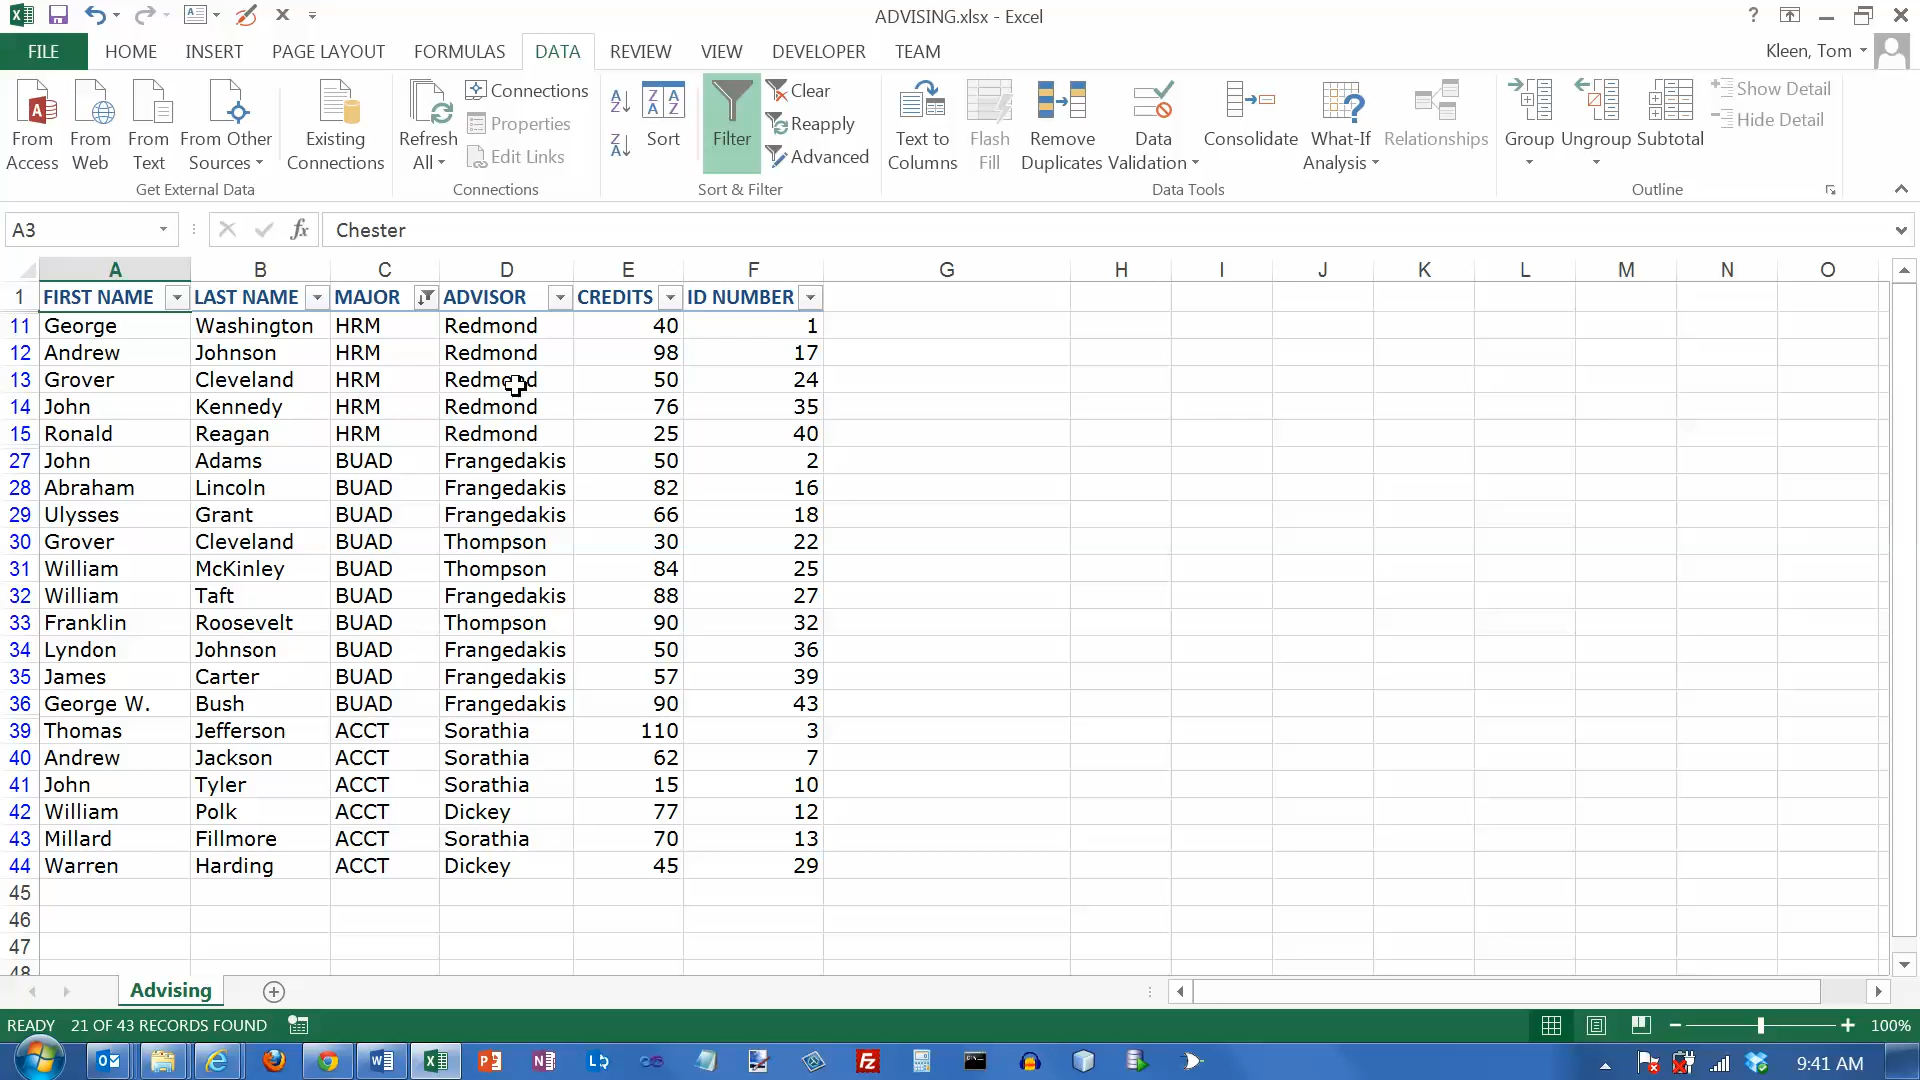 ADVISING.xlsx - Excel
?
FILE HOME INSERT PAGE LAYOUT FORMULAS DATA REVIEW VIEW DEVELOPER TEAM Kleen, Tom
From Access
From Web
From Text
From Other Sources
Existing Connections
Get External Data
Refresh All
Connections
Properties
Edit Links
Connections
Sort
Filter
Clear
Reapply
Advanced
Sort & Filter
Text to Columns
Flash Fill
Remove Duplicates
Data Validation
Consolidate
What-If Analysis
Relationships
Data Tools
Group
Ungroup
Subtotal
Show Detail
Hide Detail
Outline
A3 fx Chester
A B C D E F G H I J K L M N O
1 FIRST NAME LAST NAME MAJOR ADVISOR CREDITS ID NUMBER
11 George Washington HRM Redmond 40 1
12 Andrew Johnson HRM Redmond 98 17
13 Grover Cleveland HRM Redmond 50 24
14 John Kennedy HRM Redmond 76 35
15 Ronald Reagan HRM Redmond 25 40
27 John Adams BUAD Frangedakis 50 2
28 Abraham Lincoln BUAD Frangedakis 82 16
29 Ulysses Grant BUAD Frangedakis 66 18
30 Grover Cleveland BUAD Thompson 30 22
31 William McKinley BUAD Thompson 84 25
32 William Taft BUAD Frangedakis 88 27
33 Franklin Roosevelt BUAD Thompson 90 32
34 Lyndon Johnson BUAD Frangedakis 50 36
35 James Carter BUAD Frangedakis 57 39
36 George W. Bush BUAD Frangedakis 90 43
39 Thomas Jefferson ACCT Sorathia 110 3
40 Andrew Jackson ACCT Sorathia 62 7
41 John Tyler ACCT Sorathia 15 10
42 William Polk ACCT Dickey 77 12
43 Millard Fillmore ACCT Sorathia 70 13
44 Warren Harding ACCT Dickey 45 29
45
46
47
48
Advising
READY 21 OF 43 RECORDS FOUND 100%
9:41 AM